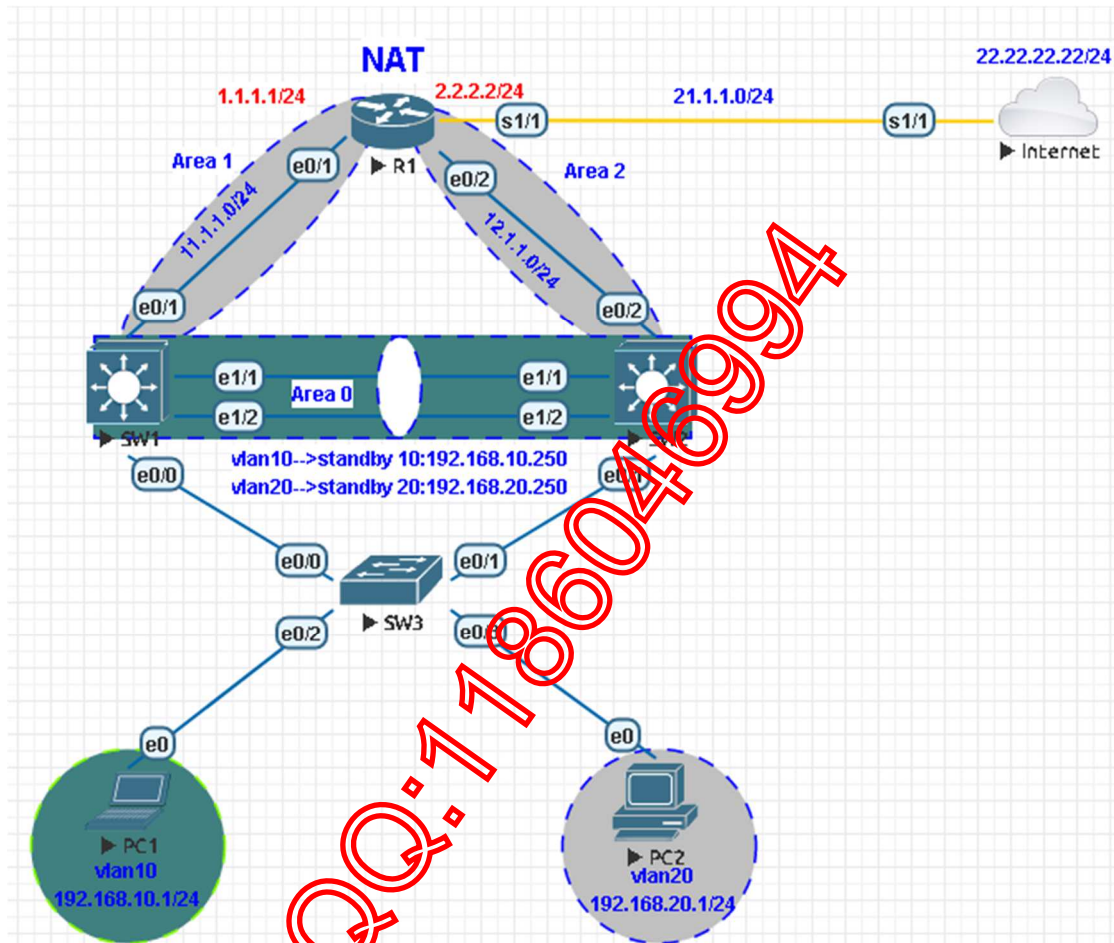 NAT
22.22.22.22/24
1.1.1.1/24
2.2.2.2/24
21.1.1.0/24
s1/1
s1/1
Internet
Area 1
e0/1
R1
e0/2
Area 2
11.1.1.0/24
12.1.1.0/24
e0/1
e0/2
e1/1
Area 0
e1/1
e1/2
e1/2
SW1
vlan10-->standby 10:192.168.10.250
vlan20-->standby 20:192.168.20.250
e0/0
e0/0
e0/1
SW3
e0/2
e0/3
e0
e0
PC1
vlan10
192.168.10.1/24
PC2
vlan20
192.168.20.1/24
QQ:1186046994